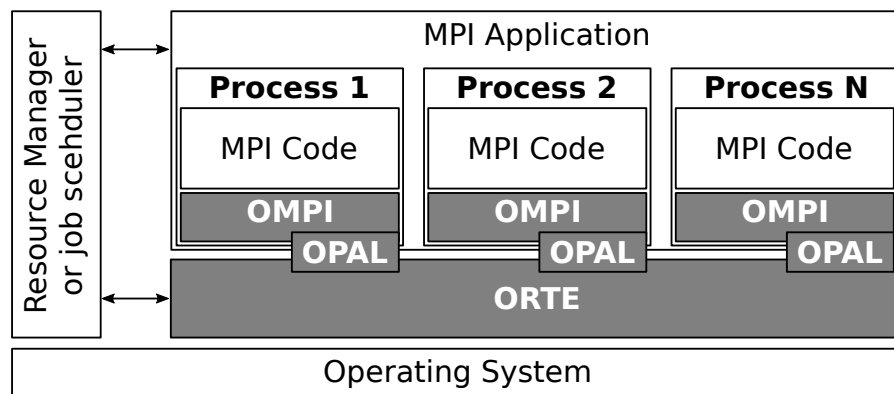 Resource Manager
or job scehduler
MPI Application
Process 1
Process 2
Process N
MPI Code
MPI Code
MPI Code
OMPI
OMPI
OMPI
OPAL
OPAL
OPAL
ORTE
Operating System